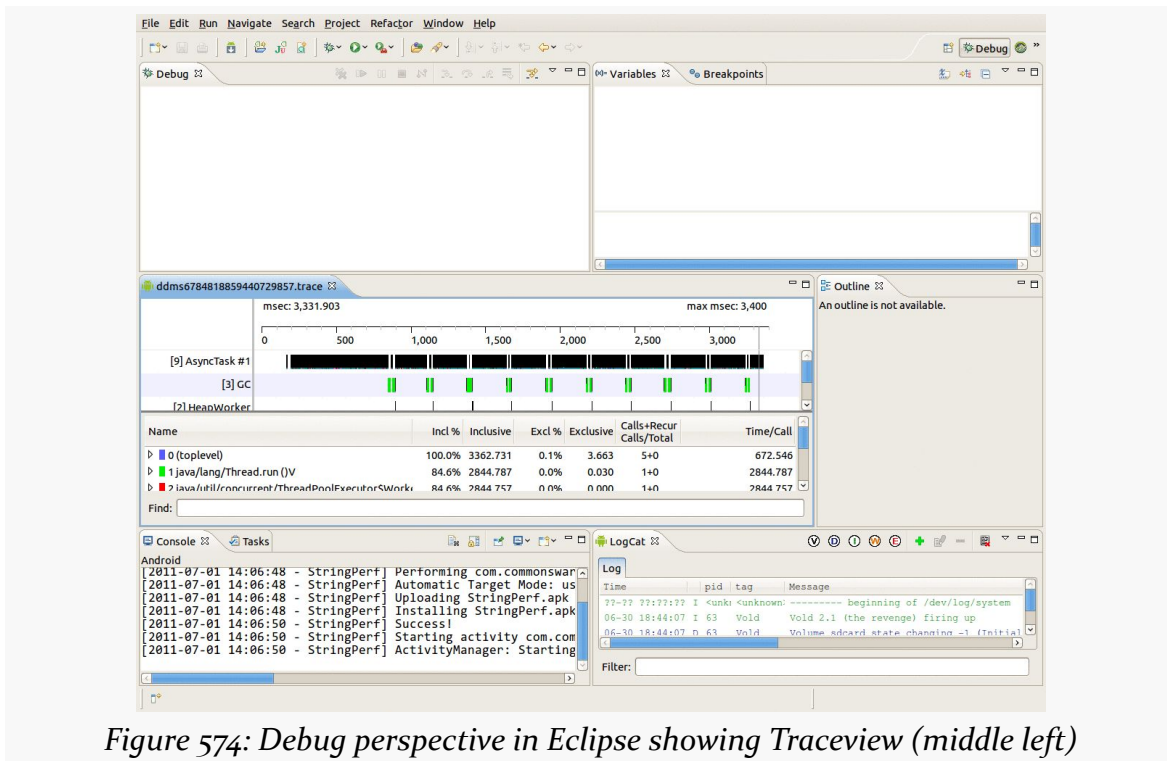 File Edit Run Navigate Search Project Refactor Window Help
Debug »
Debug
Variables Breakpoints
ddms6784818859440729857.trace
Outline
An outline is not available.
msec: 3,331.903 max msec: 3,400
0 500 1,000 1,500 2,000 2,500 3,000
[9] AsyncTask #1
[3] GC
[2] HeapWorker
Name Incl % Inclusive Excl % Exclusive Calls+Recur Calls/Total Time/Call
0 (toplevel) 100.0% 3362.731 0.1% 3.663 5+0 672.546
1 java/lang/Thread.run ()V 84.6% 2844.787 0.0% 0.030 1+0 2844.787
2 java/util/concurrent/ThreadPoolExecutor$Worke 84.6% 2844.757 0.0% 0.000 1+0 2844.757
Find:
Console Tasks
Android
[2011-07-01 14:06:48 - StringPerf] Performing com.commonswar
[2011-07-01 14:06:48 - StringPerf] Automatic Target Mode: us
[2011-07-01 14:06:48 - StringPerf] Uploading StringPerf.apk
[2011-07-01 14:06:48 - StringPerf] Installing StringPerf.apk
[2011-07-01 14:06:50 - StringPerf] Success!
[2011-07-01 14:06:50 - StringPerf] Starting activity com.com
[2011-07-01 14:06:50 - StringPerf] ActivityManager: Starting
LogCat V D I W E
Log
Time pid tag Message
??-?? ??:??:?? I <unk <unknown --------- beginning of /dev/log/system
06-30 18:44:07 I 63 Vold Vold 2.1 (the revenge) firing up
06-30 18:44:07 D 63 Vold Volume sdcard state changing -1 (Initial
Filter:
Figure 574: Debug perspective in Eclipse showing Traceview (middle left)